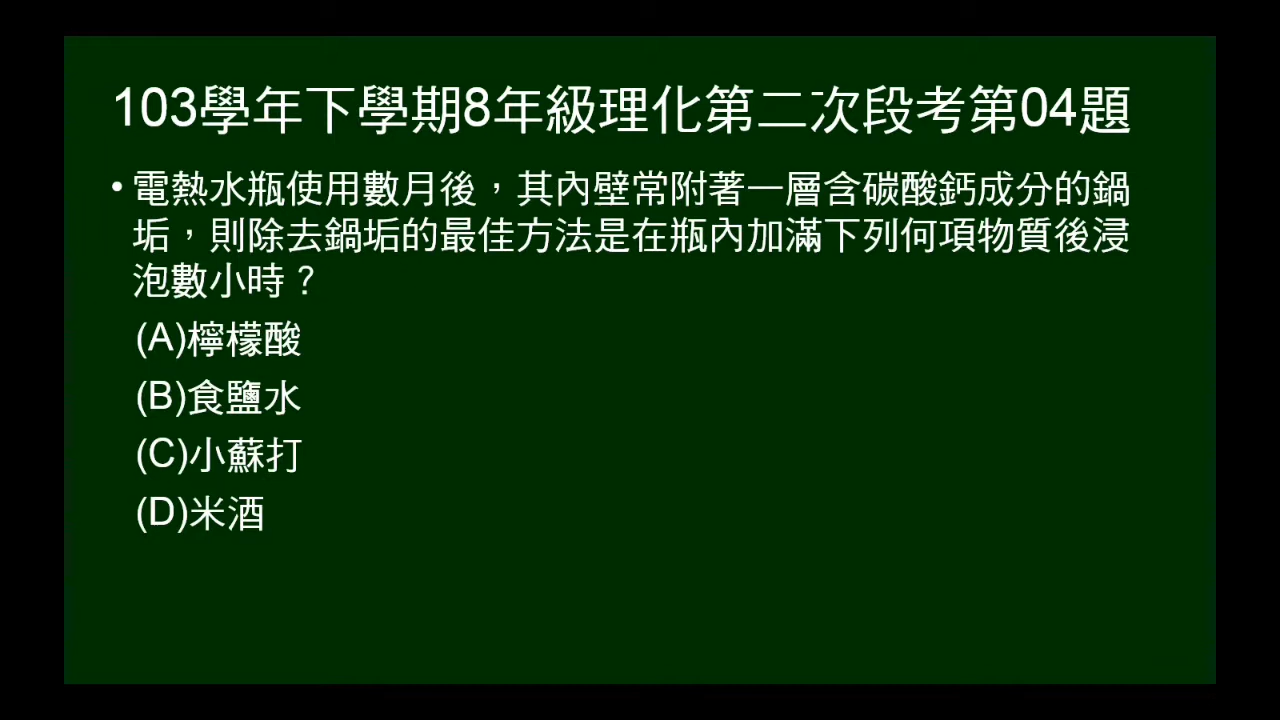 103學年下學期8年級理化第二次段考第04題
• 電熱水瓶使用數月後，其內壁常附著一層含碳酸鈣成分的鍋
垢，則除去鍋垢的最佳方法是在瓶內加滿下列何項物質後浸
泡數小時？
(A)檸檬酸
(B)食鹽水
(C)小蘇打
(D)米酒